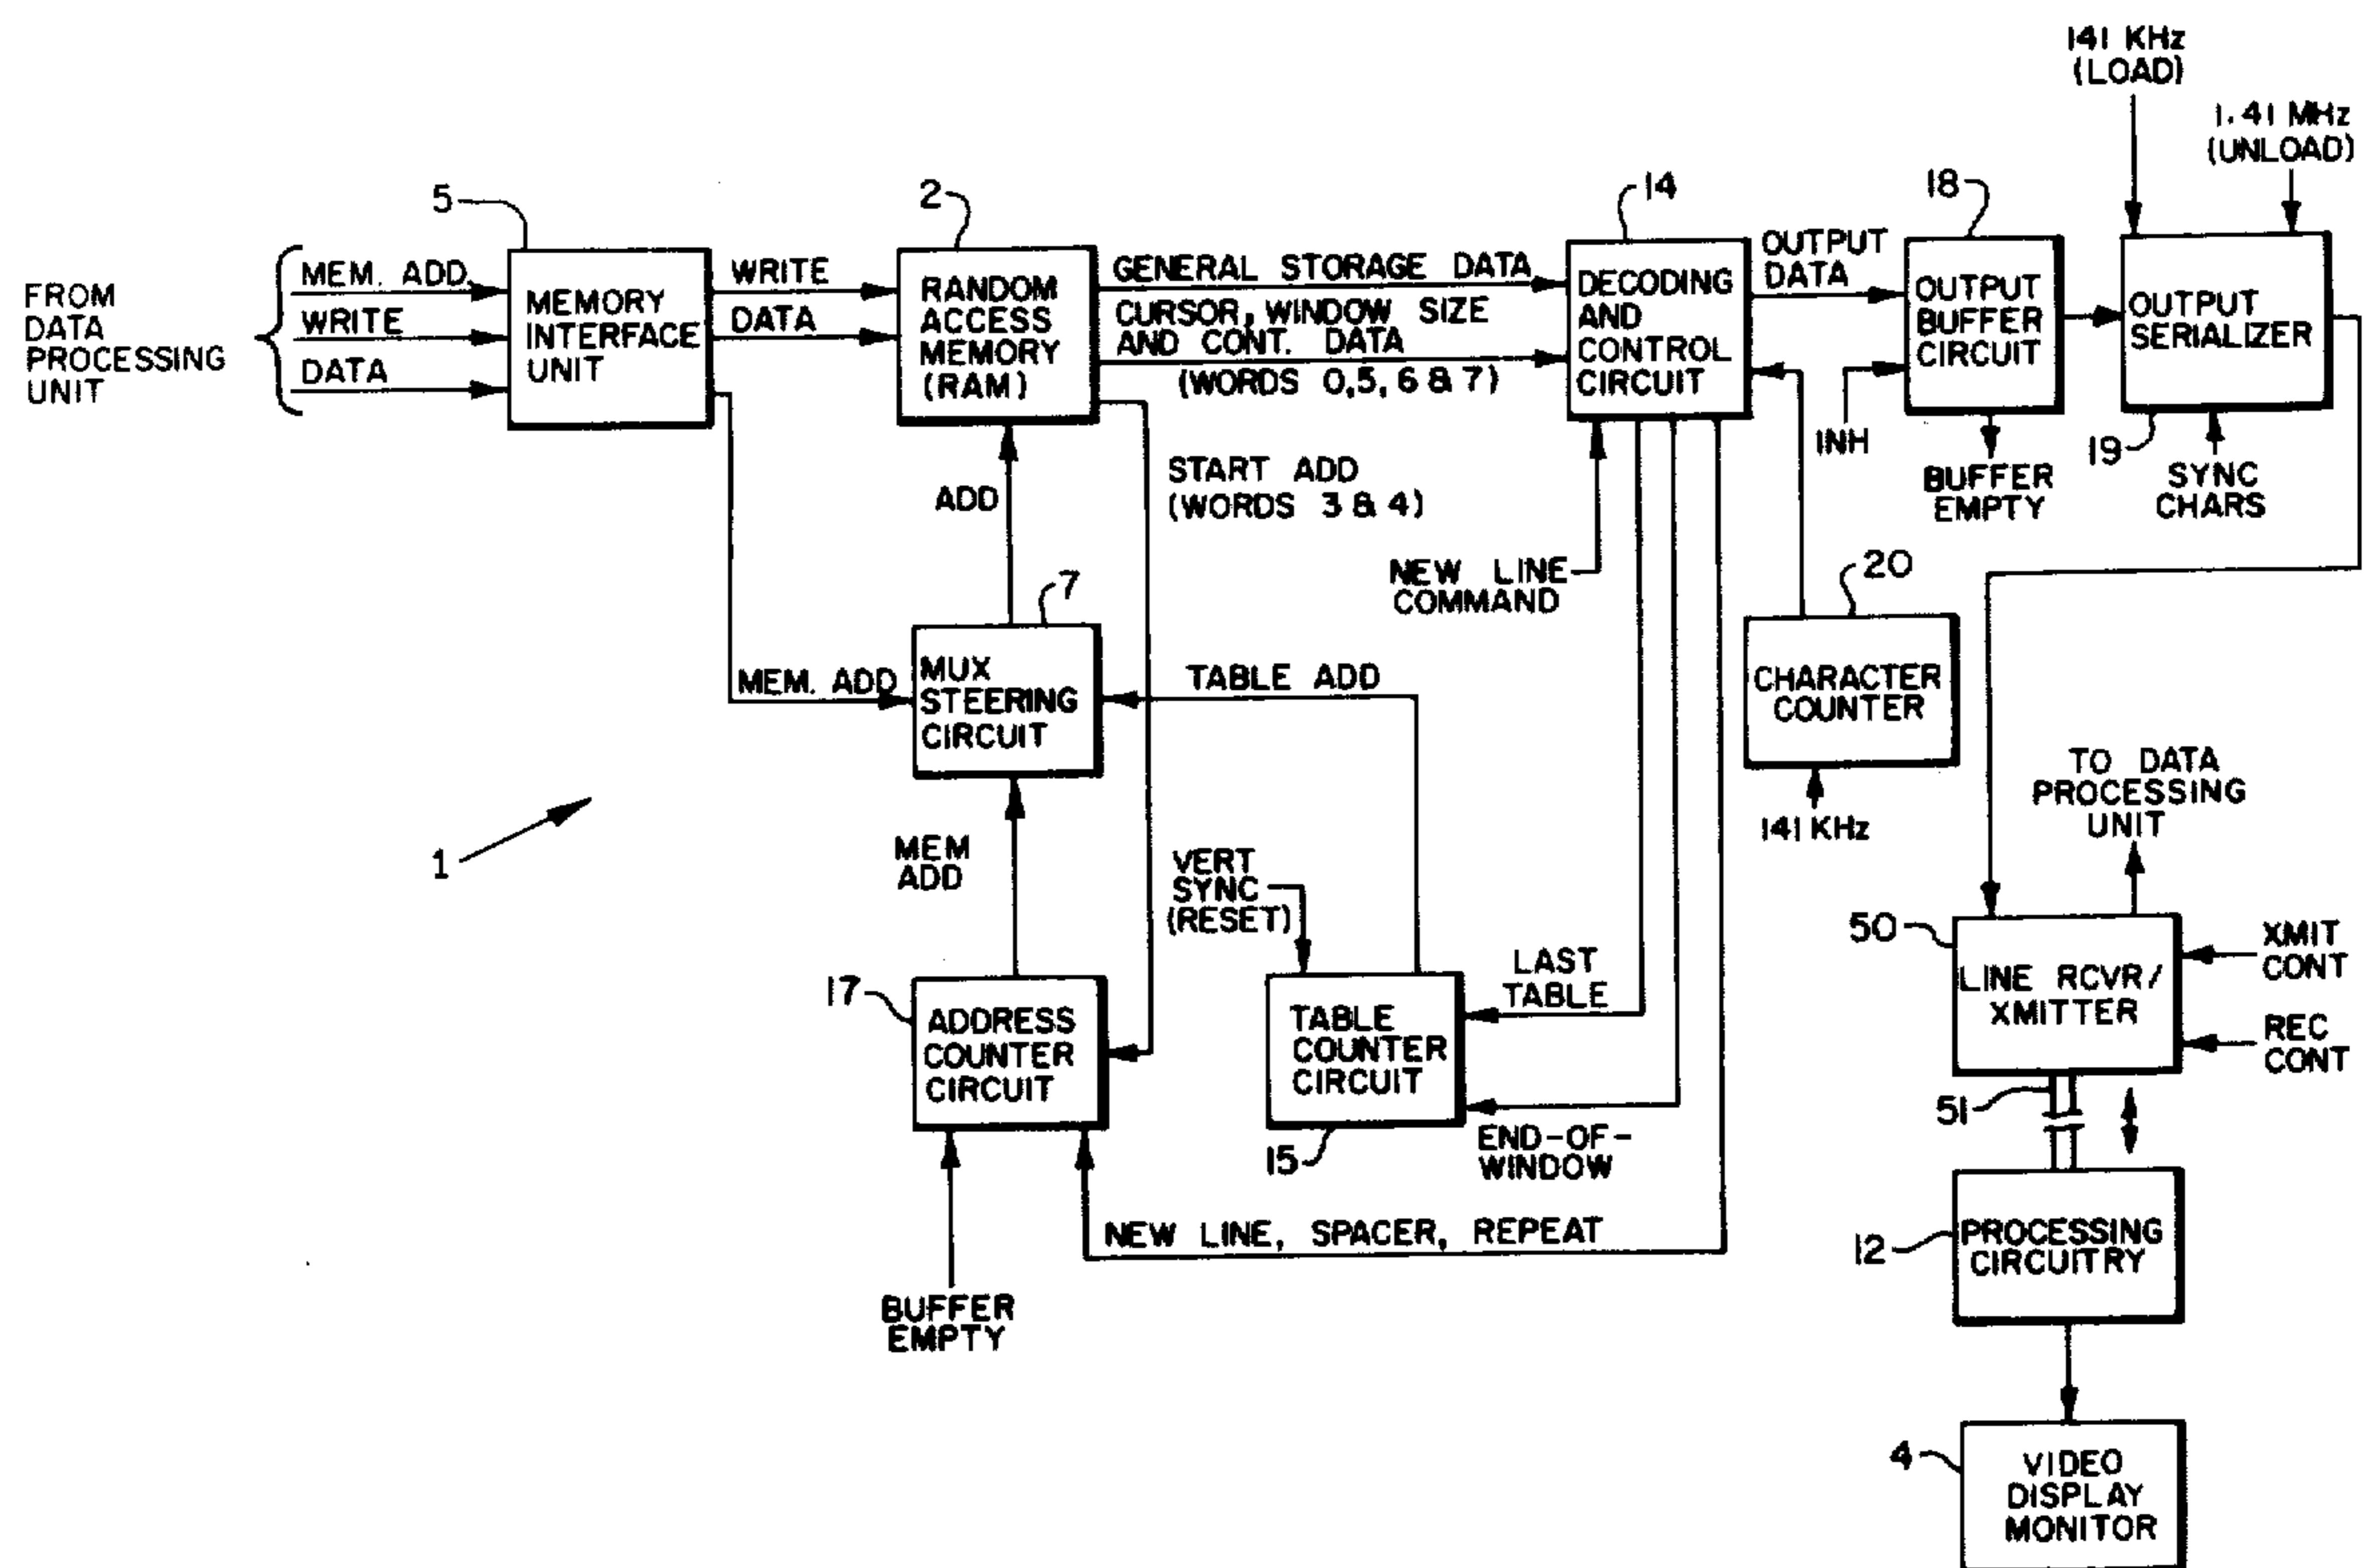 141 KHz
(LOAD)
1.41 MHz
(UNLOAD)
5
2
14
18
FROM
DATA
PROCESSING
UNIT
MEM. ADD.
WRITE
DATA
MEMORY
INTERFACE
UNIT
WRITE
DATA
RANDOM
ACCESS
MEMORY
(RAM)
GENERAL STORAGE DATA
CURSOR, WINDOW SIZE
AND CONT. DATA
(WORDS 0,5,6 & 7)
DECODING
AND
CONTROL
CIRCUIT
OUTPUT
DATA
OUTPUT
BUFFER
CIRCUIT
OUTPUT
SERIALIZER
INH
BUFFER
EMPTY
19
SYNC
CHARS
ADD
START ADD
(WORDS 3 & 4)
NEW LINE
COMMAND
20
7
MEM. ADD
MUX
STEERING
CIRCUIT
TABLE ADD
CHARACTER
COUNTER
141 KHz
TO DATA
PROCESSING
UNIT
1
MEM
ADD
VERT
SYNC
(RESET)
17
ADDRESS
COUNTER
CIRCUIT
TABLE
COUNTER
CIRCUIT
15
LAST
TABLE
END-OF-
WINDOW
50
LINE RCVR/
XMITTER
XMIT
CONT
REC
CONT
51
NEW LINE, SPACER, REPEAT
BUFFER
EMPTY
12
PROCESSING
CIRCUITRY
4
VIDEO
DISPLAY
MONITOR